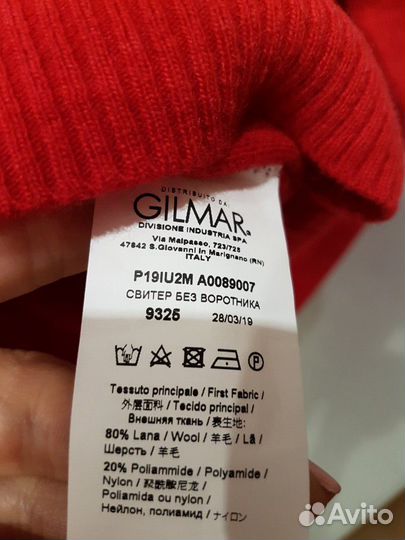 DISTRIBUITO DA:
GILMAR
DIVISIONE INDUSTRIA SPA
Via Malpasso, 723/725
47842 S.Giovanni in Marignano (RN)
ITALY
P19IU2M A0089007
СВИТЕР БЕЗ ВОРОТНИКА
9325 28/03/19
Tessuto principale / First Fabric /
外层面料 / Tecido principal /
Внешняя ткань / 表生地:
80% Lana / Wool / 羊毛 / Lã /
Шерсть / 羊毛
20% Poliammide / Polyamide /
Nylon / 聚酰酸尼龙 /
Poliamida ou nylon /
Нейлон, полиамид / ナイロン
Avito